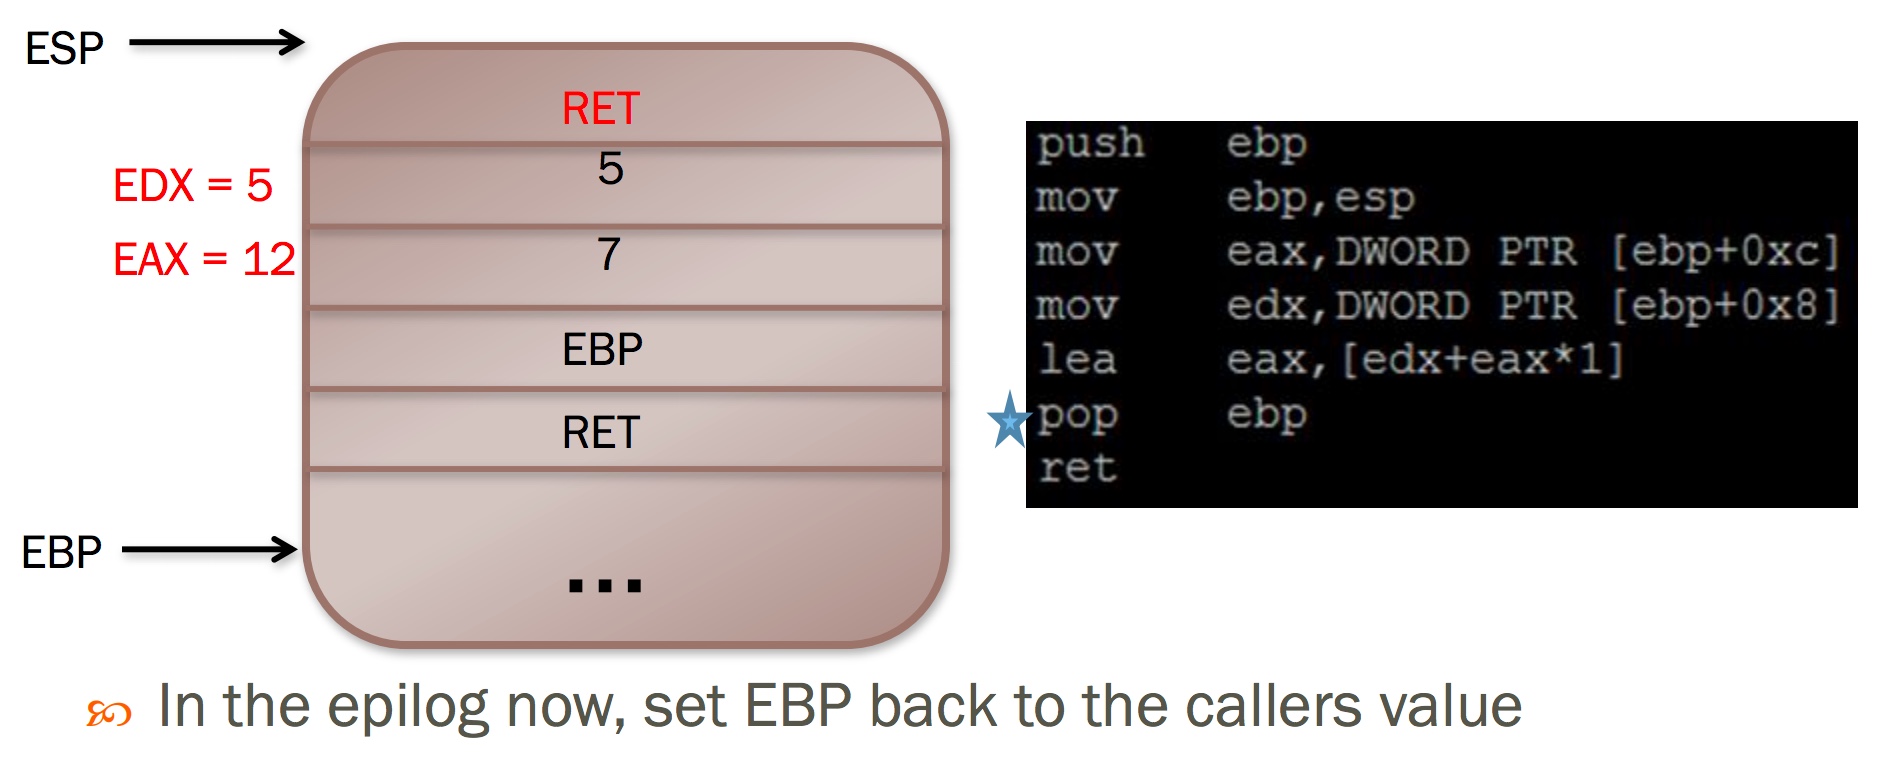 ESP
RET
5
EDX = 5
7
EAX = 12
EBP
RET
EBP
...
push ebp
mov ebp,esp
mov eax,DWORD PTR [ebp+0xc]
mov edx,DWORD PTR [ebp+0x8]
lea eax,[edx+eax*1]
pop ebp
ret
In the epilog now, set EBP back to the callers value